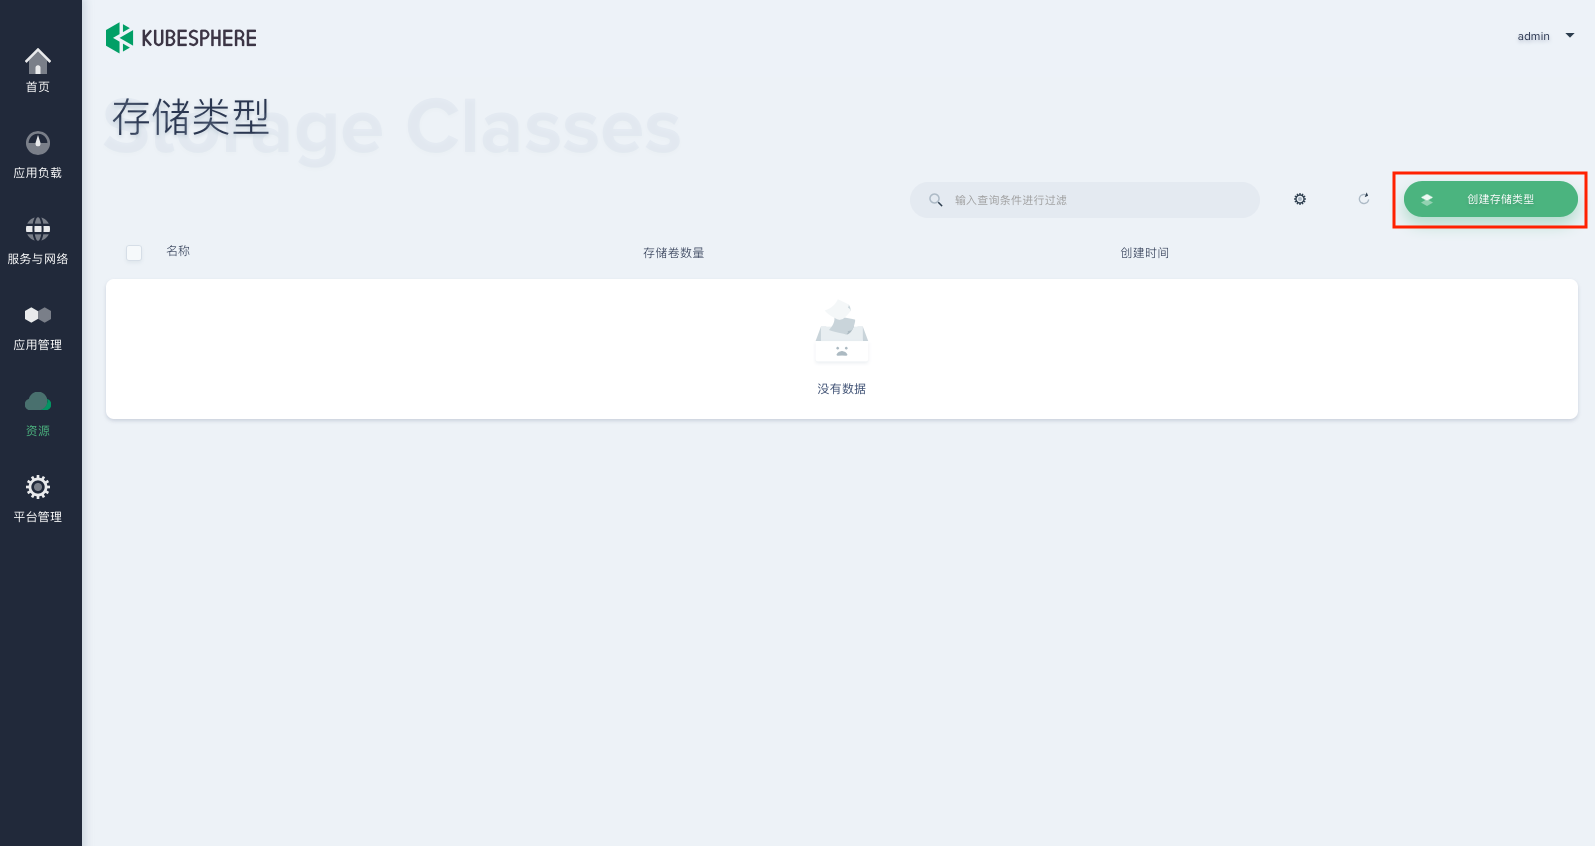 KUBESPHERE
admin
首页
应用负载
服务与网络
应用管理
资源
平台管理
Storage Classes
存储类型
输入查询条件进行过滤
创建存储类型
名称
存储卷数量
创建时间
没有数据